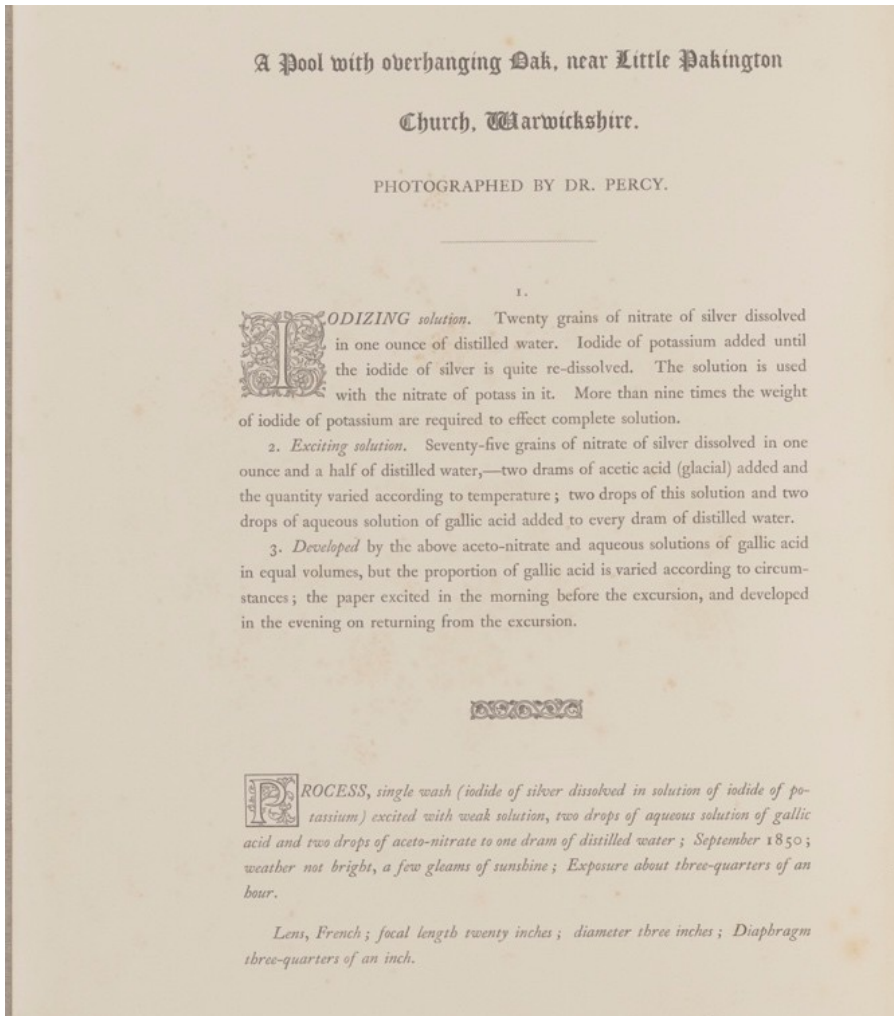 A Pool with overhanging Oak, near Little Pakington
Church, Warwickshire.
PHOTOGRAPHED BY DR. PERCY.
1.
IODIZING solution. Twenty grains of nitrate of silver dissolved
in one ounce of distilled water. Iodide of potassium added until
the iodide of silver is quite re-dissolved. The solution is used
with the nitrate of potass in it. More than nine times the weight
of iodide of potassium are required to effect complete solution.
2. Exciting solution. Seventy-five grains of nitrate of silver dissolved in one
ounce and a half of distilled water,—two drams of acetic acid (glacial) added and
the quantity varied according to temperature; two drops of this solution and two
drops of aqueous solution of gallic acid added to every dram of distilled water.
3. Developed by the above aceto-nitrate and aqueous solutions of gallic acid
in equal volumes, but the proportion of gallic acid is varied according to circum-
stances; the paper excited in the morning before the excursion, and developed
in the evening on returning from the excursion.
PROCESS, single wash (iodide of silver dissolved in solution of iodide of po-
tassium) excited with weak solution, two drops of aqueous solution of gallic
acid and two drops of aceto-nitrate to one dram of distilled water; September 1850;
weather not bright, a few gleams of sunshine; Exposure about three-quarters of an
hour.
Lens, French; focal length twenty inches; diameter three inches; Diaphragm
three-quarters of an inch.